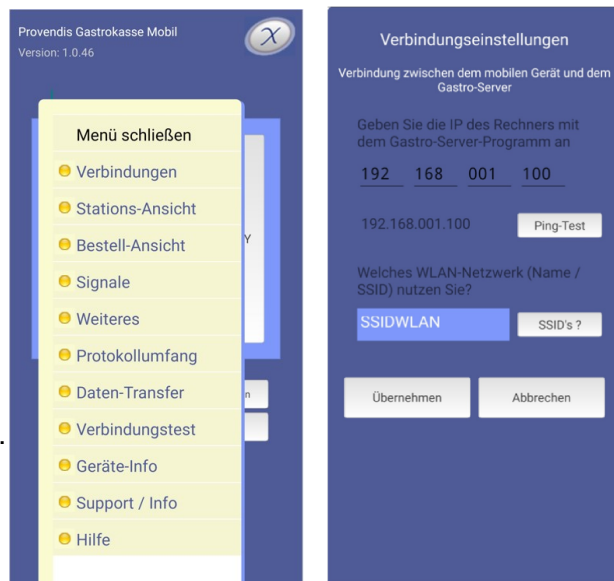 Provendis Gastrokasse Mobil
Version: 1.0.46
X
Menü schließen
Verbindungen
Stations-Ansicht
Bestell-Ansicht
Y
Signale
Weiteres
Protokollumfang
Daten-Transfer
n
Verbindungstest
Geräte-Info
Support / Info
Hilfe
.
Verbindungseinstellungen
Verbindung zwischen dem mobilen Gerät und dem
Gastro-Server
Geben Sie die IP des Rechners mit
dem Gastro-Server-Programm an
192 168 001 100
192.168.001.100 Ping-Test
Welches WLAN-Netzwerk (Name /
SSID) nutzen Sie?
SSIDWLAN SSID's ?
Übernehmen Abbrechen